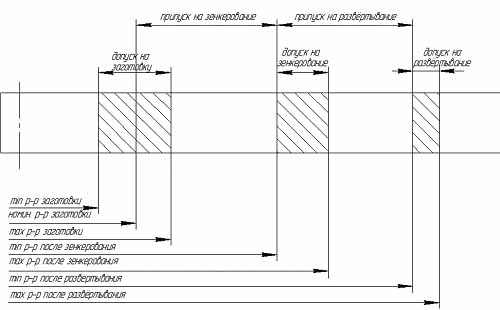 припуск на зенкерование
припуск на развёртывание
допуск на
заготовку
допуск на
зенкерование
допуск на
развёртывание
min р-р заготовки
номин. р-р заготовки
max р-р заготовки
min р-р после зенкерования
max р-р после зенкерования
min р-р после развёртывания
max р-р после развёртывания